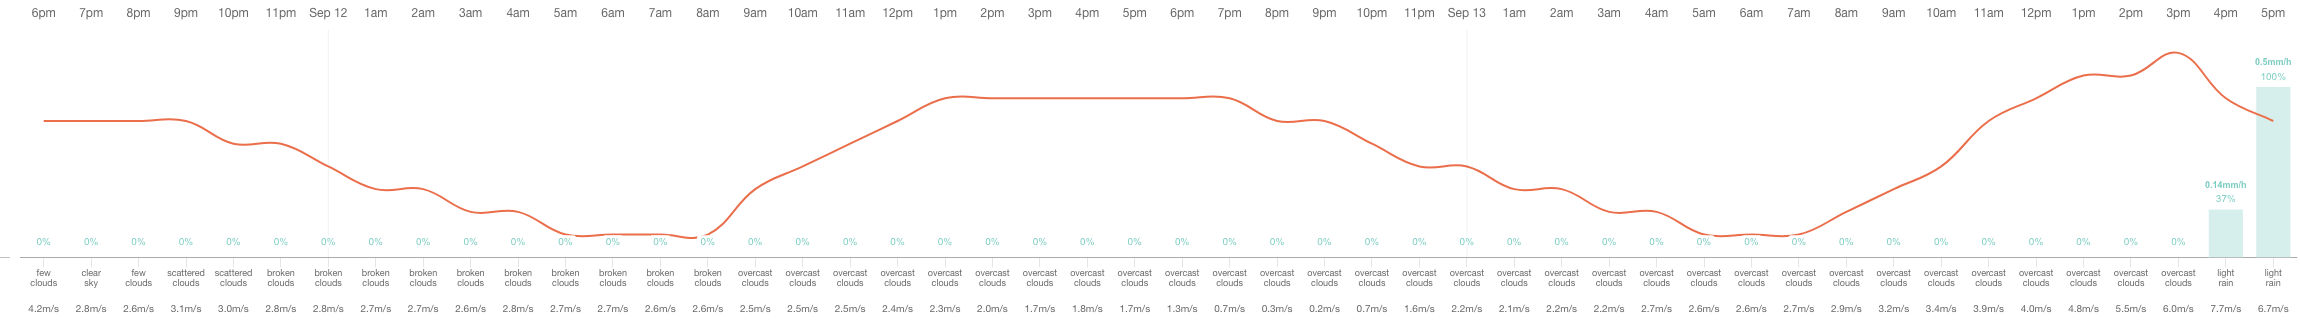 6pm 7pm 8pm 9pm 10pm 11pm Sep 12 1am 2am 3am 4am 5am 6am 7am 8am 9am 10am 11am 12pm 1pm 2pm 3pm 4pm 5pm 6pm 7pm 8pm 9pm 10pm 11pm Sep 13 1am 2am 3am 4am 5am 6am 7am 8am 9am 10am 11am 12pm 1pm 2pm 3pm 4pm 5pm
0.5mm/h
100%
0.14mm/h
37%
0% 0% 0% 0% 0% 0% 0% 0% 0% 0% 0% 0% 0% 0% 0% 0% 0% 0% 0% 0% 0% 0% 0% 0% 0% 0% 0% 0% 0% 0% 0% 0% 0% 0% 0% 0% 0% 0% 0% 0% 0% 0% 0% 0% 0% 0%
few clear few scattered scattered broken broken broken broken broken broken broken broken broken broken overcast overcast overcast overcast overcast overcast overcast overcast overcast overcast overcast overcast overcast overcast overcast overcast overcast overcast overcast overcast overcast overcast overcast overcast overcast overcast overcast overcast overcast overcast overcast light light
clouds sky clouds clouds clouds clouds clouds clouds clouds clouds clouds clouds clouds clouds clouds clouds clouds clouds clouds clouds clouds clouds clouds clouds clouds clouds clouds clouds clouds clouds clouds clouds clouds clouds clouds clouds clouds clouds clouds clouds clouds clouds clouds clouds clouds clouds rain rain
4.2m/s 2.8m/s 2.6m/s 3.1m/s 3.0m/s 2.8m/s 2.8m/s 2.7m/s 2.7m/s 2.6m/s 2.8m/s 2.7m/s 2.7m/s 2.6m/s 2.6m/s 2.5m/s 2.5m/s 2.5m/s 2.4m/s 2.3m/s 2.0m/s 1.7m/s 1.8m/s 1.7m/s 1.3m/s 0.7m/s 0.3m/s 0.2m/s 0.7m/s 1.6m/s 2.2m/s 2.1m/s 2.2m/s 2.2m/s 2.7m/s 2.6m/s 2.6m/s 2.7m/s 2.9m/s 3.2m/s 3.4m/s 3.9m/s 4.0m/s 4.8m/s 5.5m/s 6.0m/s 7.7m/s 6.7m/s